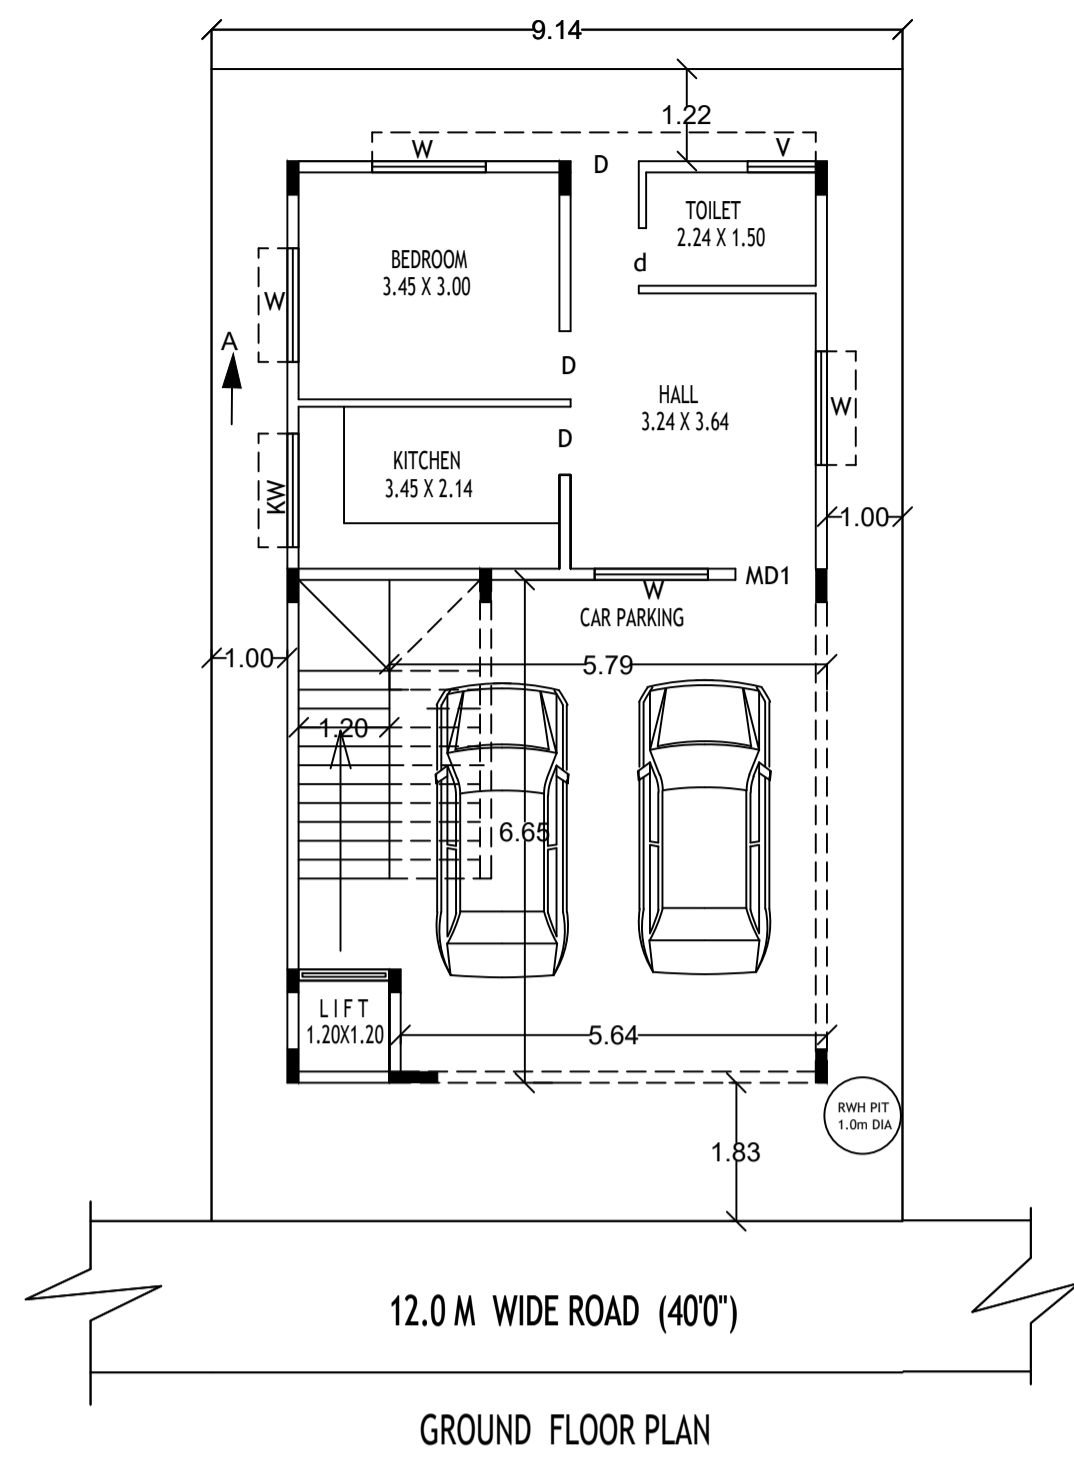 9.14
1.22
W
D
V
TOILET
2.24 X 1.50
BEDROOM
3.45 X 3.00
d
W
A
D
HALL
3.24 X 3.64
W
D
KITCHEN
3.45 X 2.14
KW
1.00
MD1
W
CAR PARKING
1.00
5.79
1.20
6.65
LIFT
1.20X1.20
5.64
RWH PIT
1.0m DIA
1.83
12.0 M WIDE ROAD (40'0")
GROUND FLOOR PLAN